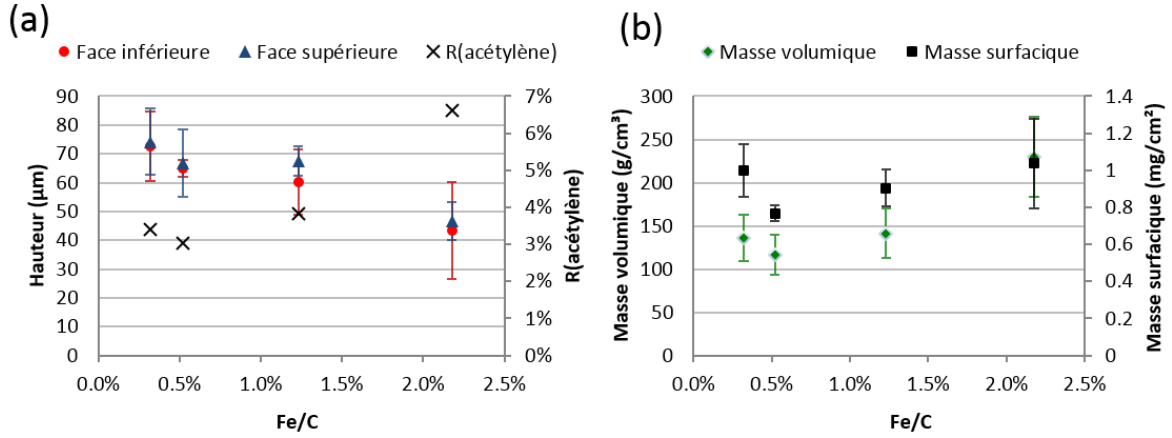 (a)
Face inférieure Face supérieure R(acétylène)
Hauteur (µm)
90
80
70
60
50
40
30
20
10
0
7%
6%
5%
4%
3%
2%
1%
0%
R(acétylène)
0.0% 0.5% 1.0% 1.5% 2.0% 2.5%
Fe/C
(b)
Masse volumique Masse surfacique
Masse volumique (g/cm³)
300
250
200
150
100
50
0
1.4
1.2
1
0.8
0.6
0.4
0.2
0
Masse surfacique (mg/cm²)
0.0% 0.5% 1.0% 1.5% 2.0% 2.5%
Fe/C